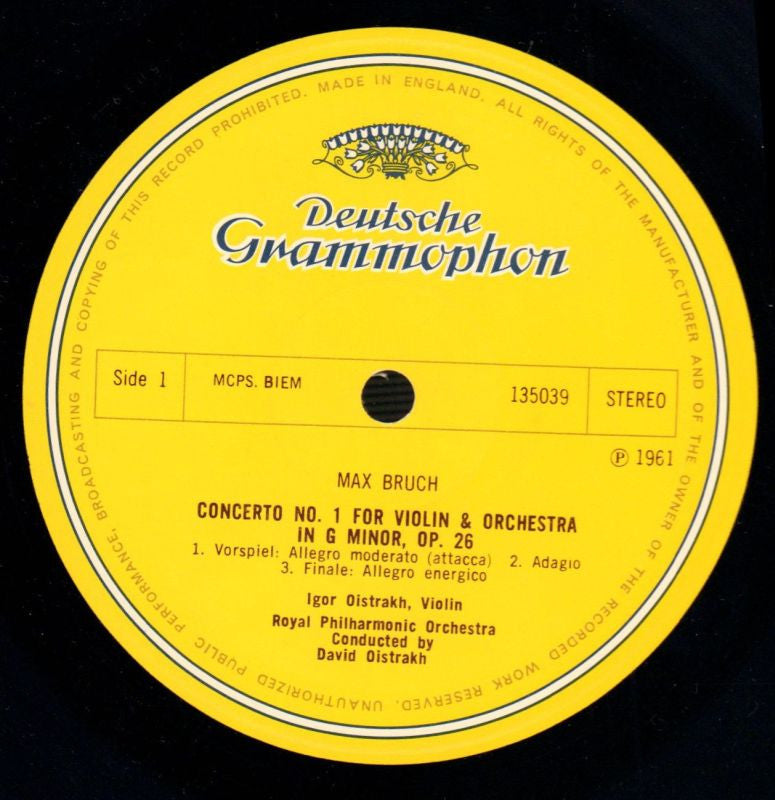 MADE IN ENGLAND. ALL RIGHTS OF THE MANUFACTURER AND OF THE OWNER OF THE RECORDED WORK RESERVED. UNAUTHORIZED PUBLIC PERFORMANCE, BROADCASTING AND COPYING OF THIS RECORD PROHIBITED.
Deutsche
Grammophon
Side 1 MCPS. BIEM 135039 STEREO
℗ 1961
MAX BRUCH
CONCERTO NO. 1 FOR VIOLIN & ORCHESTRA
IN G MINOR, OP. 26
1. Vorspiel: Allegro moderato (attacca) 2. Adagio
3. Finale: Allegro energico
Igor Oistrakh, Violin
Royal Philharmonic Orchestra
Conducted by
David Oistrakh